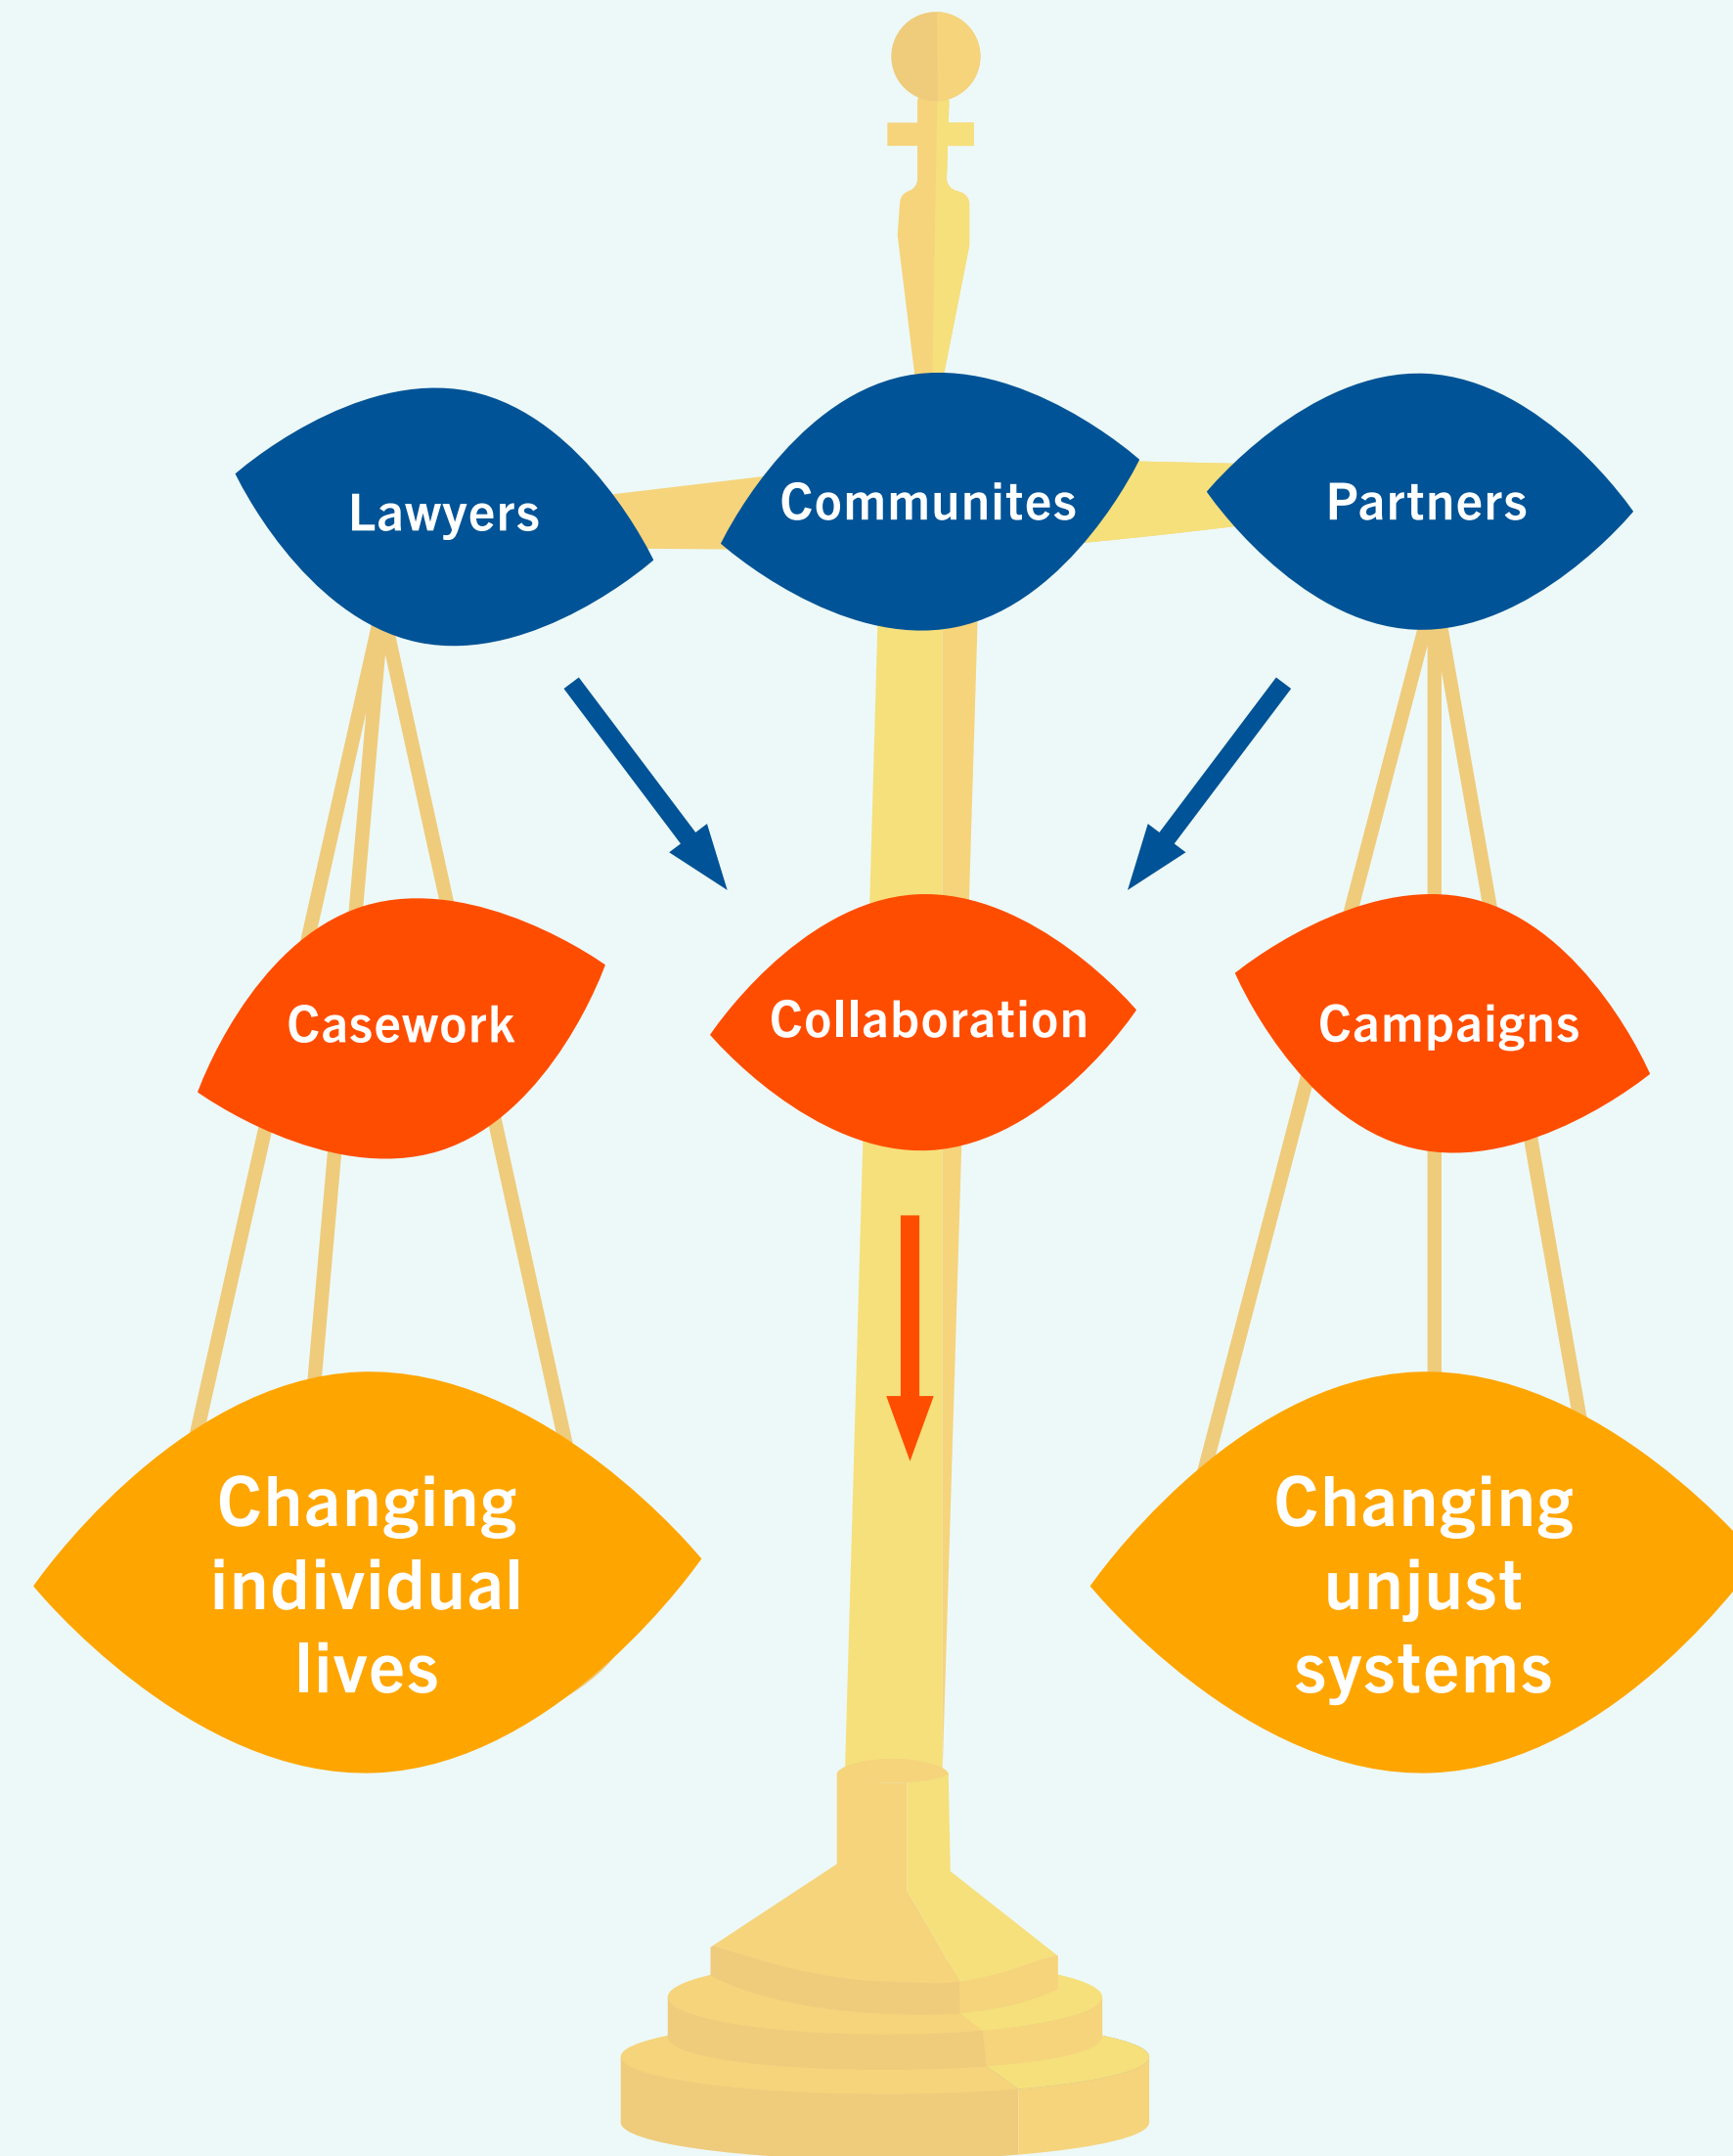 Lawyers
Communites
Partners
Casework
Collaboration
Campaigns
Changing
individual
lives
Changing
unjust
systems